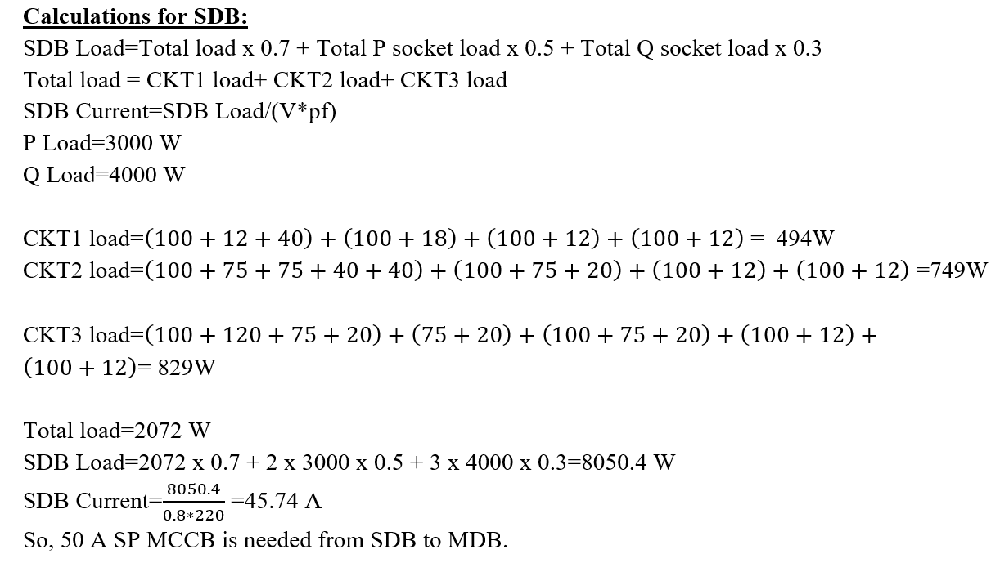 Calculations for SDB:
SDB Load=Total load x 0.7 + Total P socket load x 0.5 + Total Q socket load x 0.3
Total load = CKT1 load+ CKT2 load+ CKT3 load
SDB Current=SDB Load/(V*pf)
P Load=3000 W
Q Load=4000 W
CKT1 load=(100 + 12 + 40) + (100 + 18) + (100 + 12) + (100 + 12) = 494W
CKT2 load=(100 + 75 + 75 + 40 + 40) + (100 + 75 + 20) + (100 + 12) + (100 + 12) =749W
CKT3 load=(100 + 120 + 75 + 20) + (75 + 20) + (100 + 75 + 20) + (100 + 12) +
(100 + 12)= 829W
Total load=2072 W
SDB Load=2072 x 0.7 + 2 x 3000 x 0.5 + 3 x 4000 x 0.3=8050.4 W
SDB Current=8050.4/0.8*220 =45.74 A
So, 50 A SP MCCB is needed from SDB to MDB.